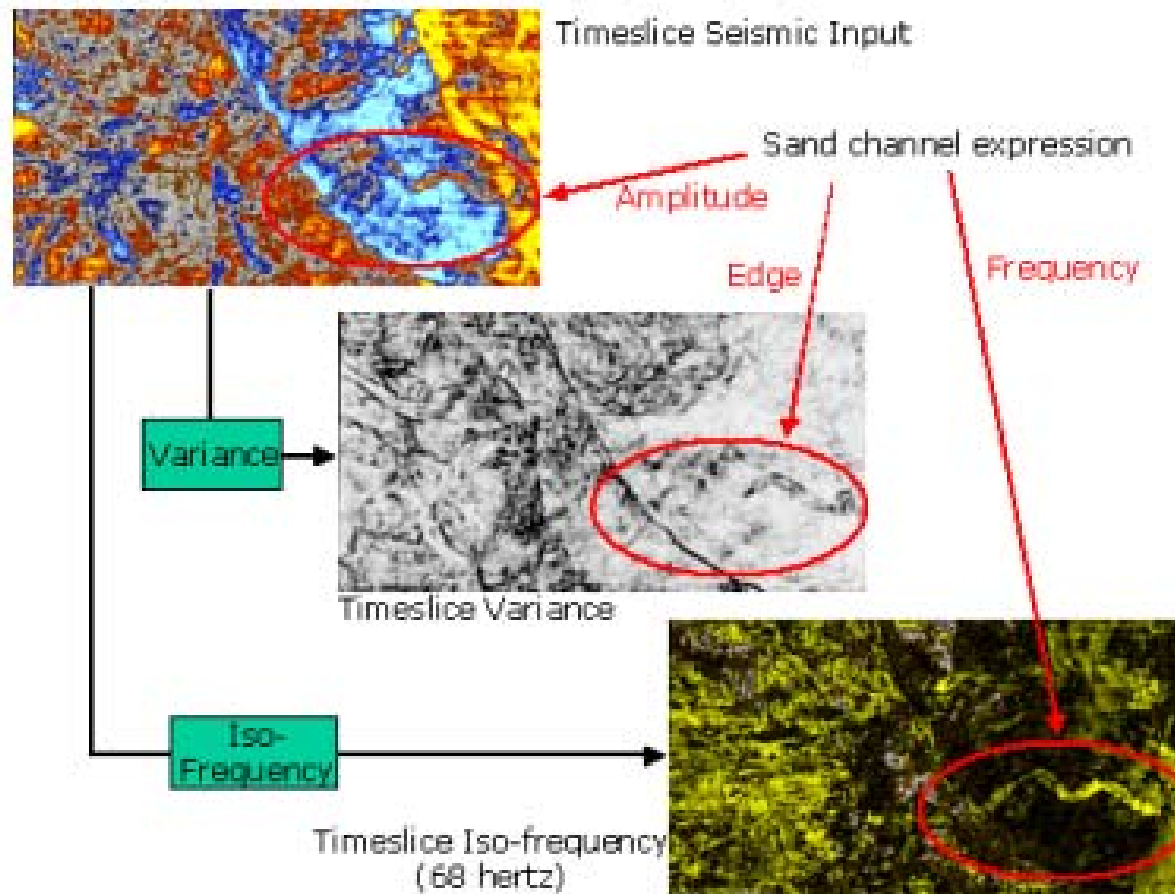 Timeslice Seismic Input
Sand channel expression
Amplitude
Edge
Frequency
Variance
Timeslice Variance
Iso-
Frequency
Timeslice Iso-frequency
(68 hertz)